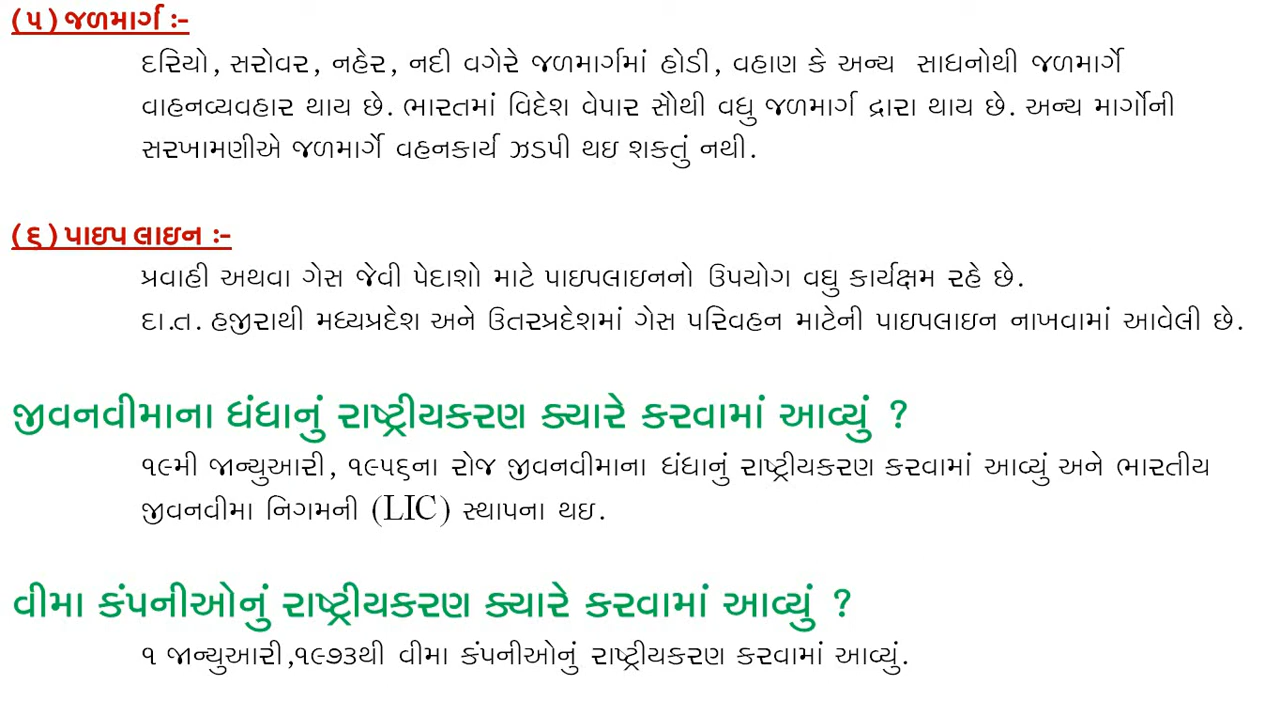 (૫) જળમાર્ગ :-
દરિયો, સરોવર, નહેર, નદી વગેરે જળમાર્ગમાં હોડી, વહાણ કે અન્ય સાધનોથી જળમાર્ગે
વાહનવ્યવહાર થાય છે. ભારતમાં વિદેશ વેપાર સૌથી વધુ જળમાર્ગ દ્રારા થાય છે. અન્ય માર્ગોની
સરખામણીએ જળમાર્ગે વહનકાર્ય ઝડપી થઇ શકતું નથી.
(૬) પાઇપ લાઇન :-
પ્રવાહી અથવા ગેસ જેવી પેદાશો માટે પાઇપલાઇનનો ઉપયોગ વધુ કાર્યક્ષમ રહે છે.
દા.ત. હજીરાથી મધ્યપ્રદેશ અને ઉતરપ્રદેશમાં ગેસ પરિવહન માટેની પાઇપલાઇન નાખવામાં આવેલી છે.
જીવનવીમાના ધંધાનું રાષ્ટ્રીયકરણ ક્યારે કરવામાં આવ્યું ?
૧૯મી જાન્યુઆરી, ૧૯૫૬ના રોજ જીવનવીમાના ધંધાનું રાષ્ટ્રીયકરણ કરવામાં આવ્યું અને ભારતીય
જીવનવીમા નિગમની (LIC) સ્થાપના થઇ.
વીમા કંપનીઓનું રાષ્ટ્રીયકરણ ક્યારે કરવામાં આવ્યું ?
૧ જાન્યુઆરી,૧૯૭૩થી વીમા કંપનીઓનું રાષ્ટ્રીયકરણ કરવામાં આવ્યું.